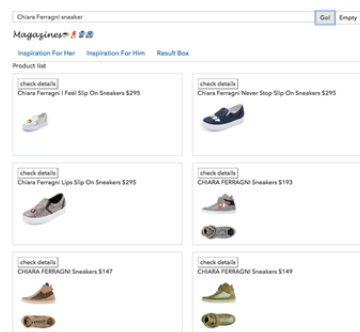 Chiara Ferragni sneaker
Go! Empty
Magazines
Inspiration For Her Inspiration For Him Result Box
Product list
check details
Chiara Ferragni I Feel Slip On Sneakers $295
check details
Chiara Ferragni Never Stop Slip On Sneakers $295
check details
Chiara Ferragni Lips Slip On Sneakers $295
check details
CHIARA FERRAGNI Sneakers $193
check details
CHIARA FERRAGNI Sneakers $147
check details
CHIARA FERRAGNI Sneakers $149